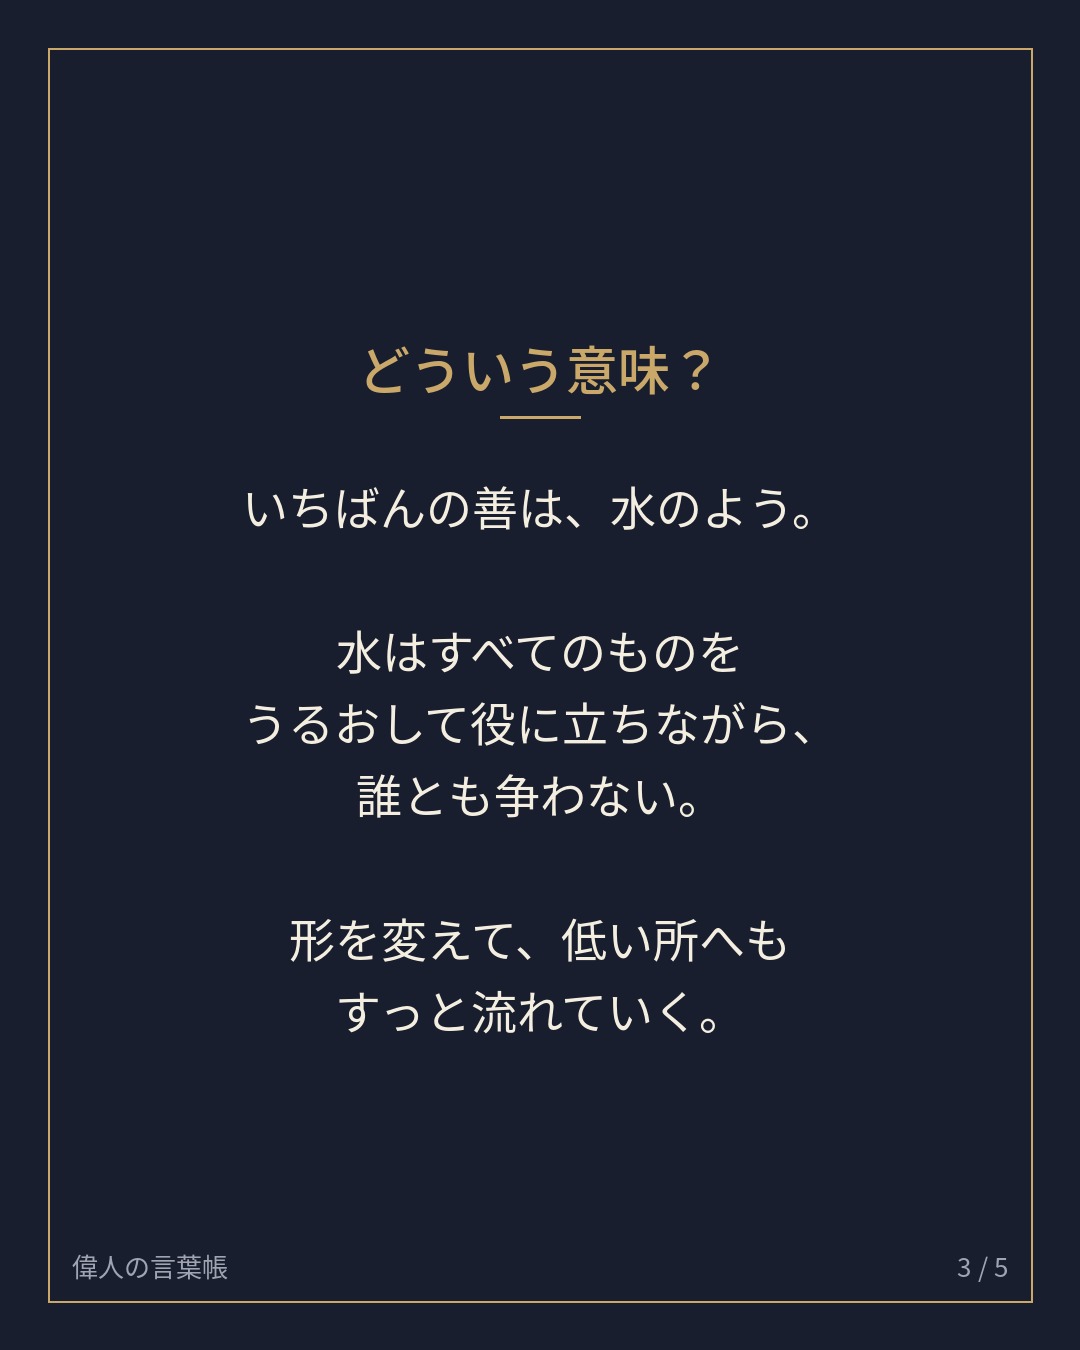 どういう意味？
いちばんの善は、水のよう。
水はすべてのものを
うるおして役に立ちながら、
誰とも争わない。
形を変えて、低い所へも
すっと流れていく。
偉人の言葉帳
3 / 5